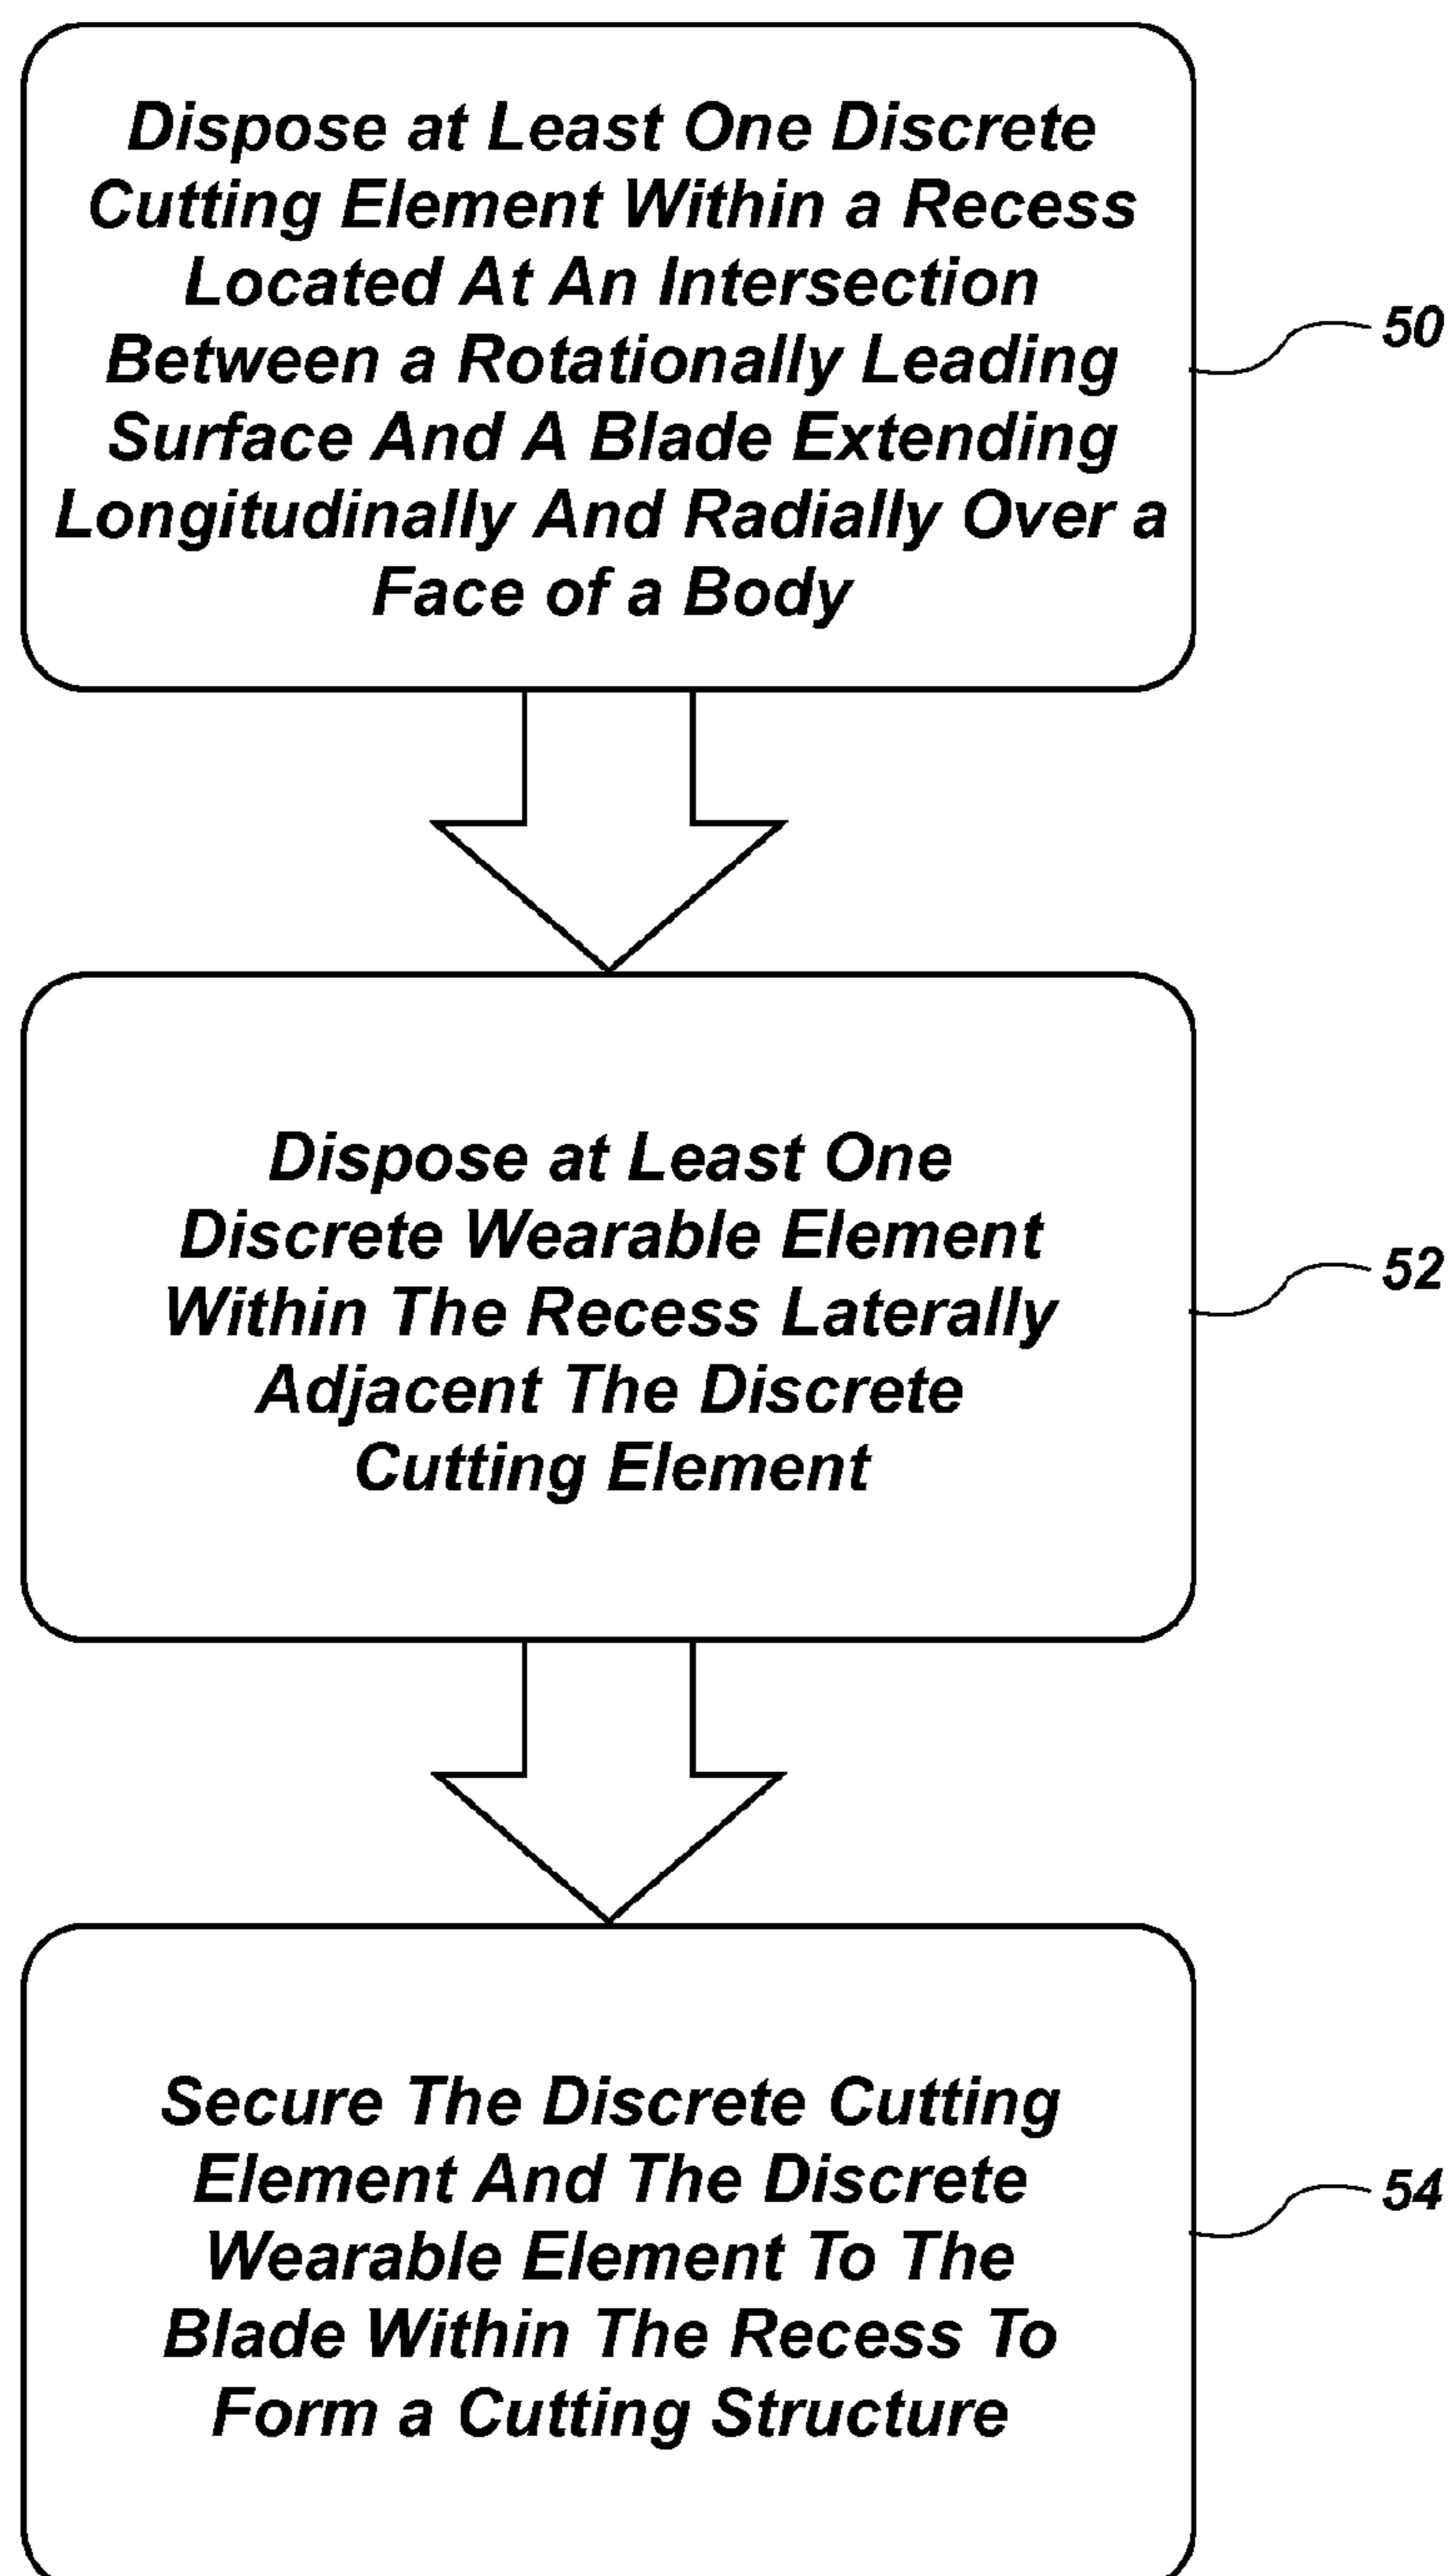 Dispose at Least One Discrete
Cutting Element Within a Recess
Located At An Intersection
Between a Rotationally Leading
Surface And A Blade Extending
Longitudinally And Radially Over a
Face of a Body
50
Dispose at Least One
Discrete Wearable Element
Within The Recess Laterally
Adjacent The Discrete
Cutting Element
52
Secure The Discrete Cutting
Element And The Discrete
Wearable Element To The
Blade Within The Recess To
Form a Cutting Structure
54